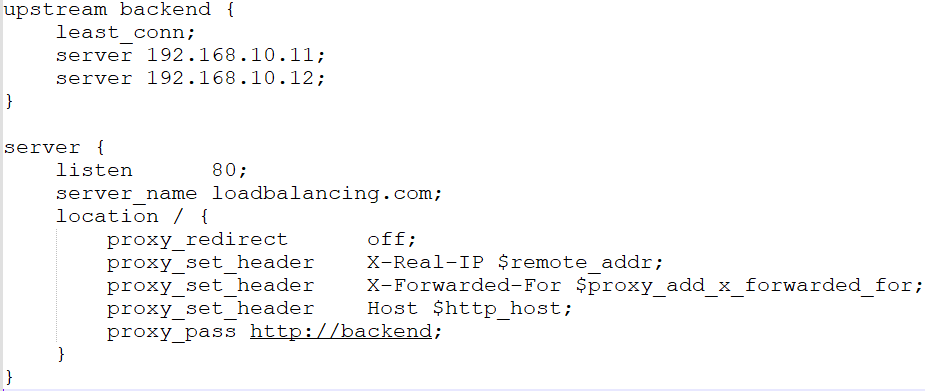 upstream backend {
    least_conn;
    server 192.168.10.11;
    server 192.168.10.12;
}

server {
    listen      80;
    server_name loadbalancing.com;
    location / {
        proxy_redirect      off;
        proxy_set_header    X-Real-IP $remote_addr;
        proxy_set_header    X-Forwarded-For $proxy_add_x_forwarded_for;
        proxy_set_header    Host $http_host;
        proxy_pass http://backend;
    }
}